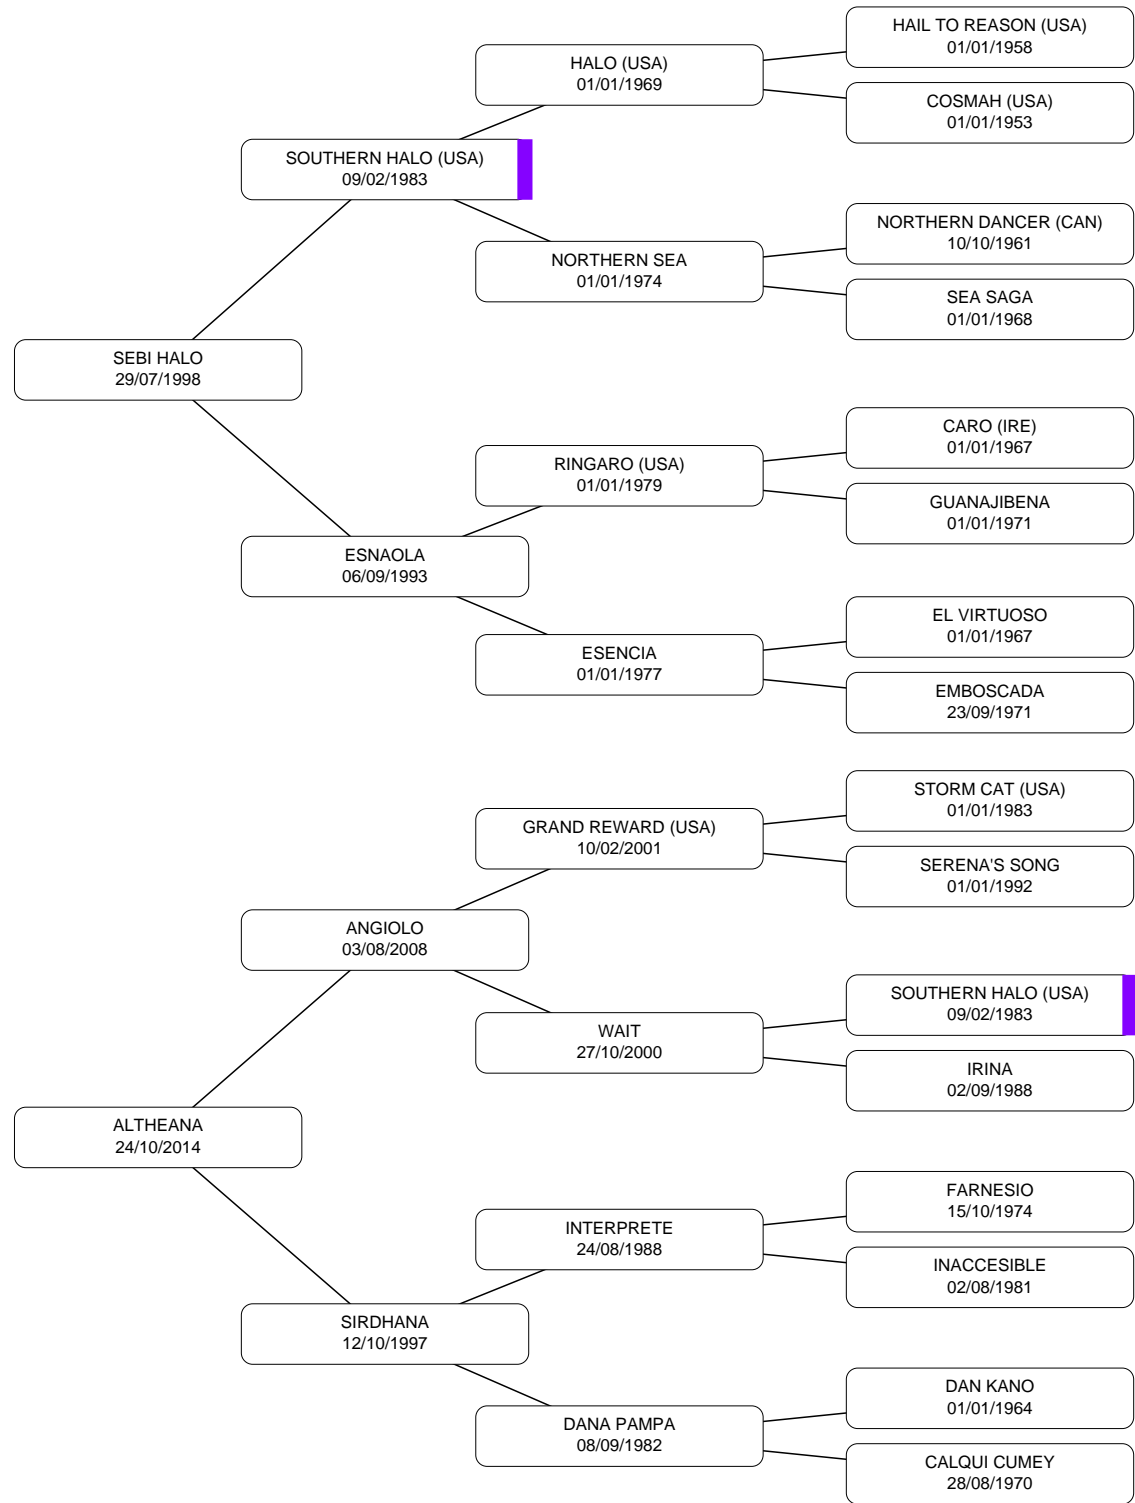 HAIL TO REASON (USA)
01/01/1958
HALO (USA)
01/01/1969
COSMAH (USA)
01/01/1953
SOUTHERN HALO (USA)
09/02/1983
NORTHERN DANCER (CAN)
10/10/1961
NORTHERN SEA
01/01/1974
SEA SAGA
01/01/1968
SEBI HALO
29/07/1998
CARO (IRE)
01/01/1967
RINGARO (USA)
01/01/1979
GUANAJIBENA
01/01/1971
ESNAOLA
06/09/1993
EL VIRTUOSO
01/01/1967
ESENCIA
01/01/1977
EMBOSCADA
23/09/1971
STORM CAT (USA)
01/01/1983
GRAND REWARD (USA)
10/02/2001
SERENA'S SONG
01/01/1992
ANGIOLO
03/08/2008
SOUTHERN HALO (USA)
09/02/1983
WAIT
27/10/2000
IRINA
02/09/1988
ALTHEANA
24/10/2014
FARNESIO
15/10/1974
INTERPRETE
24/08/1988
INACCESIBLE
02/08/1981
SIRDHANA
12/10/1997
DAN KANO
01/01/1964
DANA PAMPA
08/09/1982
CALQUI CUMEY
28/08/1970